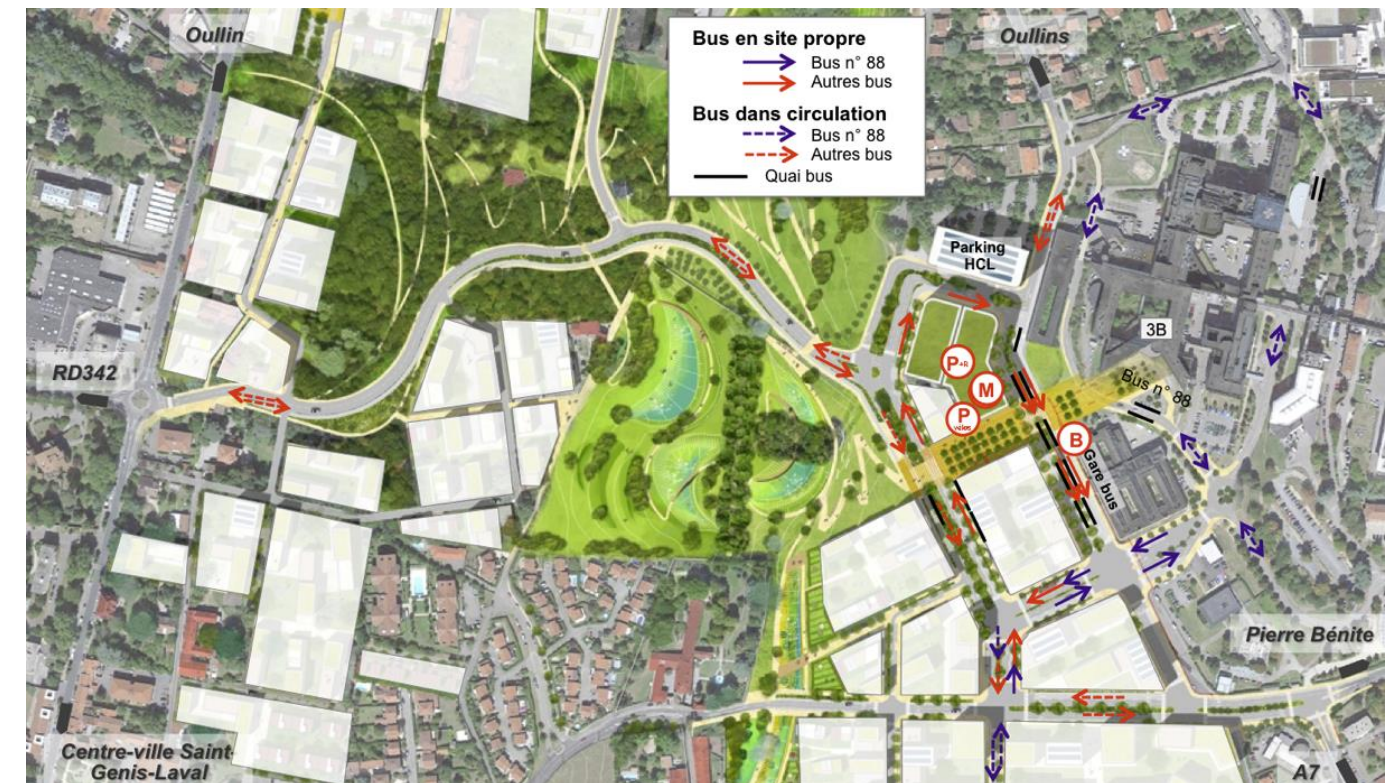 Oullins
Oullins
Bus en site propre
Bus n° 88
Autres bus
Bus dans circulation
Bus n° 88
Autres bus
Quai bus
Parking
HCL
3B
RD342
P+R
M
Bus n° 88
P
vélos
B
Gare bus
Pierre Bénite
Centre-ville Saint-
Genis-Laval
A7